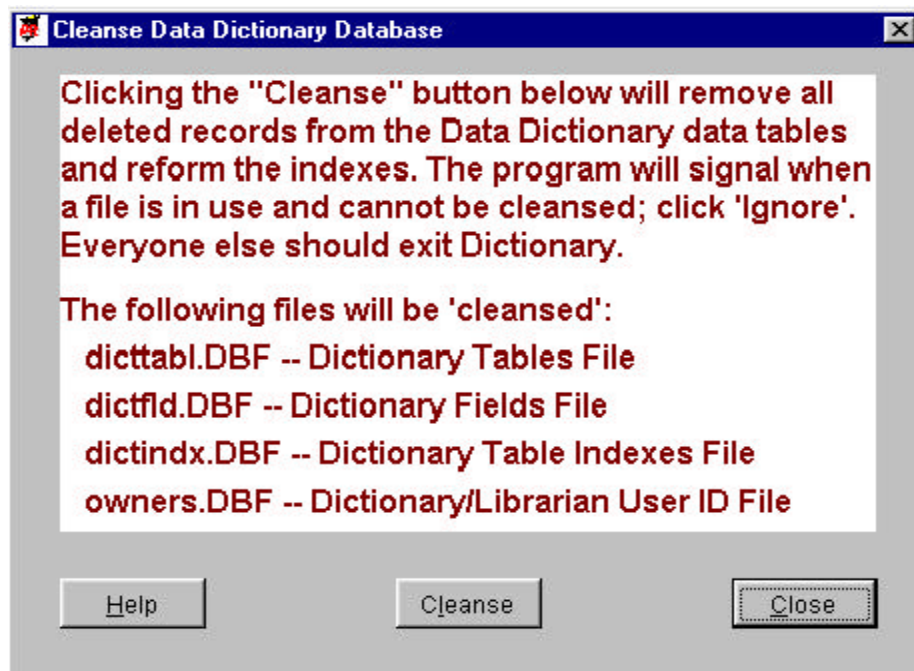 Cleanse Data Dictionary Database
Clicking the "Cleanse" button below will remove all
deleted records from the Data Dictionary data tables
and reform the indexes. The program will signal when
a file is in use and cannot be cleansed; click 'Ignore'.
Everyone else should exit Dictionary.
The following files will be 'cleansed':
dicttabl.DBF -- Dictionary Tables File
dictfld.DBF -- Dictionary Fields File
dictindx.DBF -- Dictionary Table Indexes File
owners.DBF -- Dictionary/Librarian User ID File
Help Cleanse Close